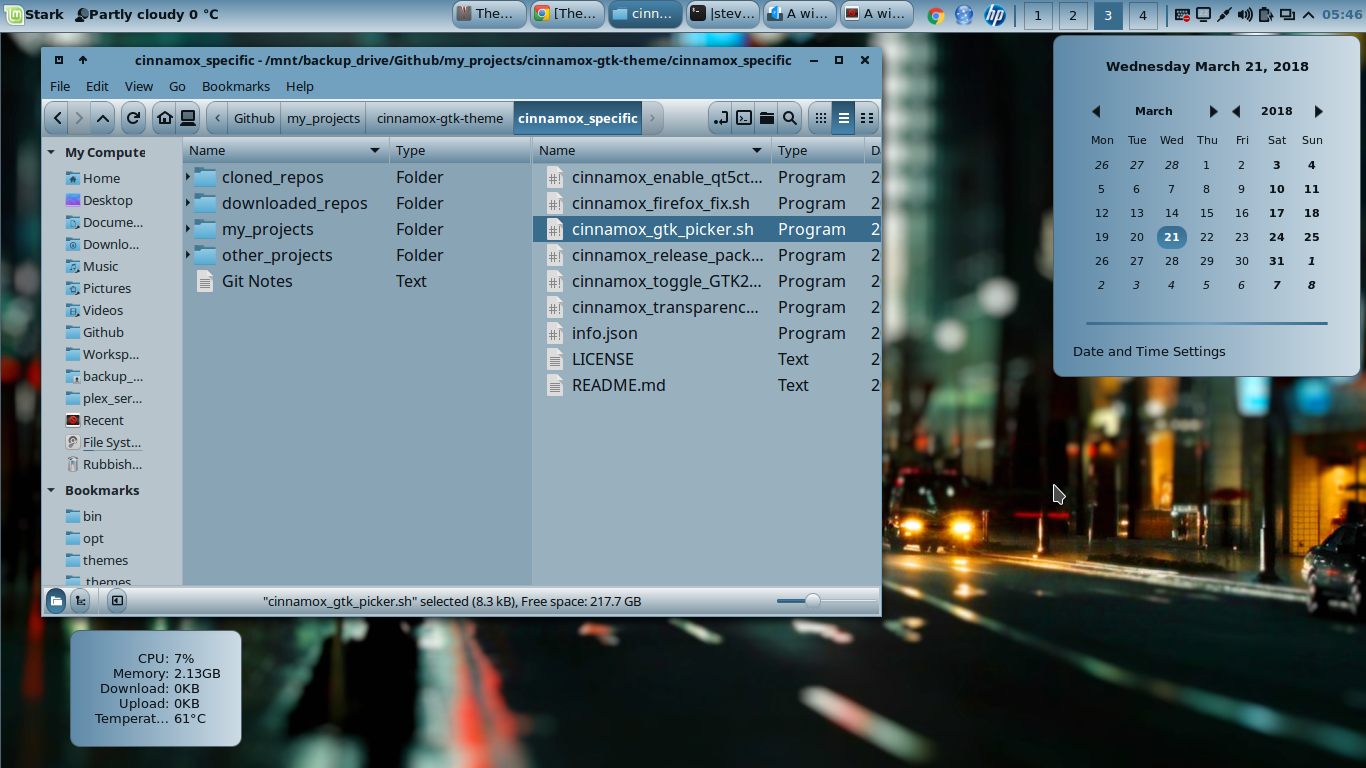 Stark Partly cloudy 0 °C The... [The... cinn... |stev... A wi... A wi... hp 1 2 3 4 05:46
cinnamox_specific - /mnt/backup_drive/Github/my_projects/cinnamox-gtk-theme/cinnamox_specific
File Edit View Go Bookmarks Help
Github my_projects cinnamox-gtk-theme cinnamox_specific
My Compute
Home
Desktop
Docume...
Downlo...
Music
Pictures
Videos
Github
Worksp...
backup_...
plex_ser...
Recent
File Syst...
Rubbish...
Bookmarks
bin
opt
themes
.themes
Name Type
cloned_repos Folder
downloaded_repos Folder
my_projects Folder
other_projects Folder
Git Notes Text
Name Type D
cinnamox_enable_qt5ct... Program 2
cinnamox_firefox_fix.sh Program 2
cinnamox_gtk_picker.sh Program 2
cinnamox_release_pack... Program 2
cinnamox_toggle_GTK2... Program 2
cinnamox_transparenc... Program 2
info.json Program 2
LICENSE Text 2
README.md Text 2
"cinnamox_gtk_picker.sh" selected (8.3 kB), Free space: 217.7 GB
Wednesday March 21, 2018
March 2018
Mon Tue Wed Thu Fri Sat Sun
26 27 28 1 2 3 4
5 6 7 8 9 10 11
12 13 14 15 16 17 18
19 20 21 22 23 24 25
26 27 28 29 30 31 1
2 3 4 5 6 7 8
Date and Time Settings
CPU: 7%
Memory: 2.13GB
Download: 0KB
Upload: 0KB
Temperat... 61°C